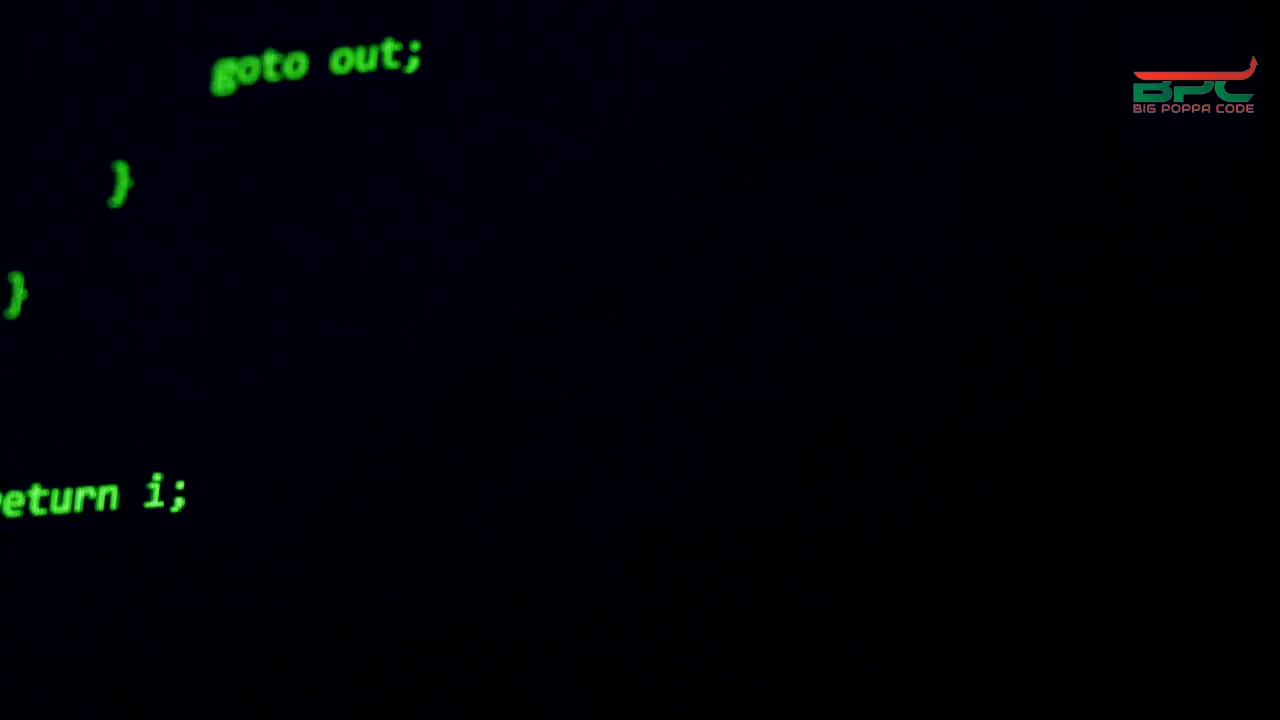 goto out;
}
}
return i;
BPC
BIG POPPA CODE